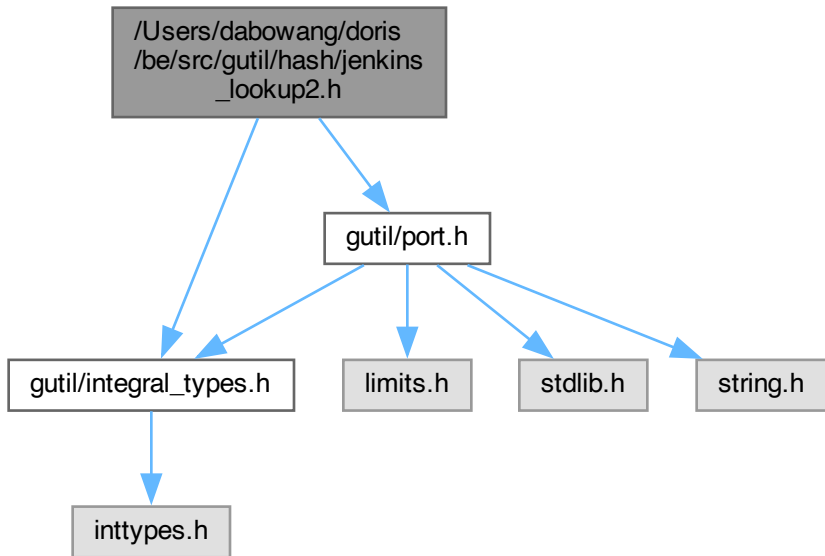 /Users/dabowang/doris
/be/src/gutil/hash/jenkins
_lookup2.h
gutil/port.h
gutil/integral_types.h
limits.h
stdlib.h
string.h
inttypes.h